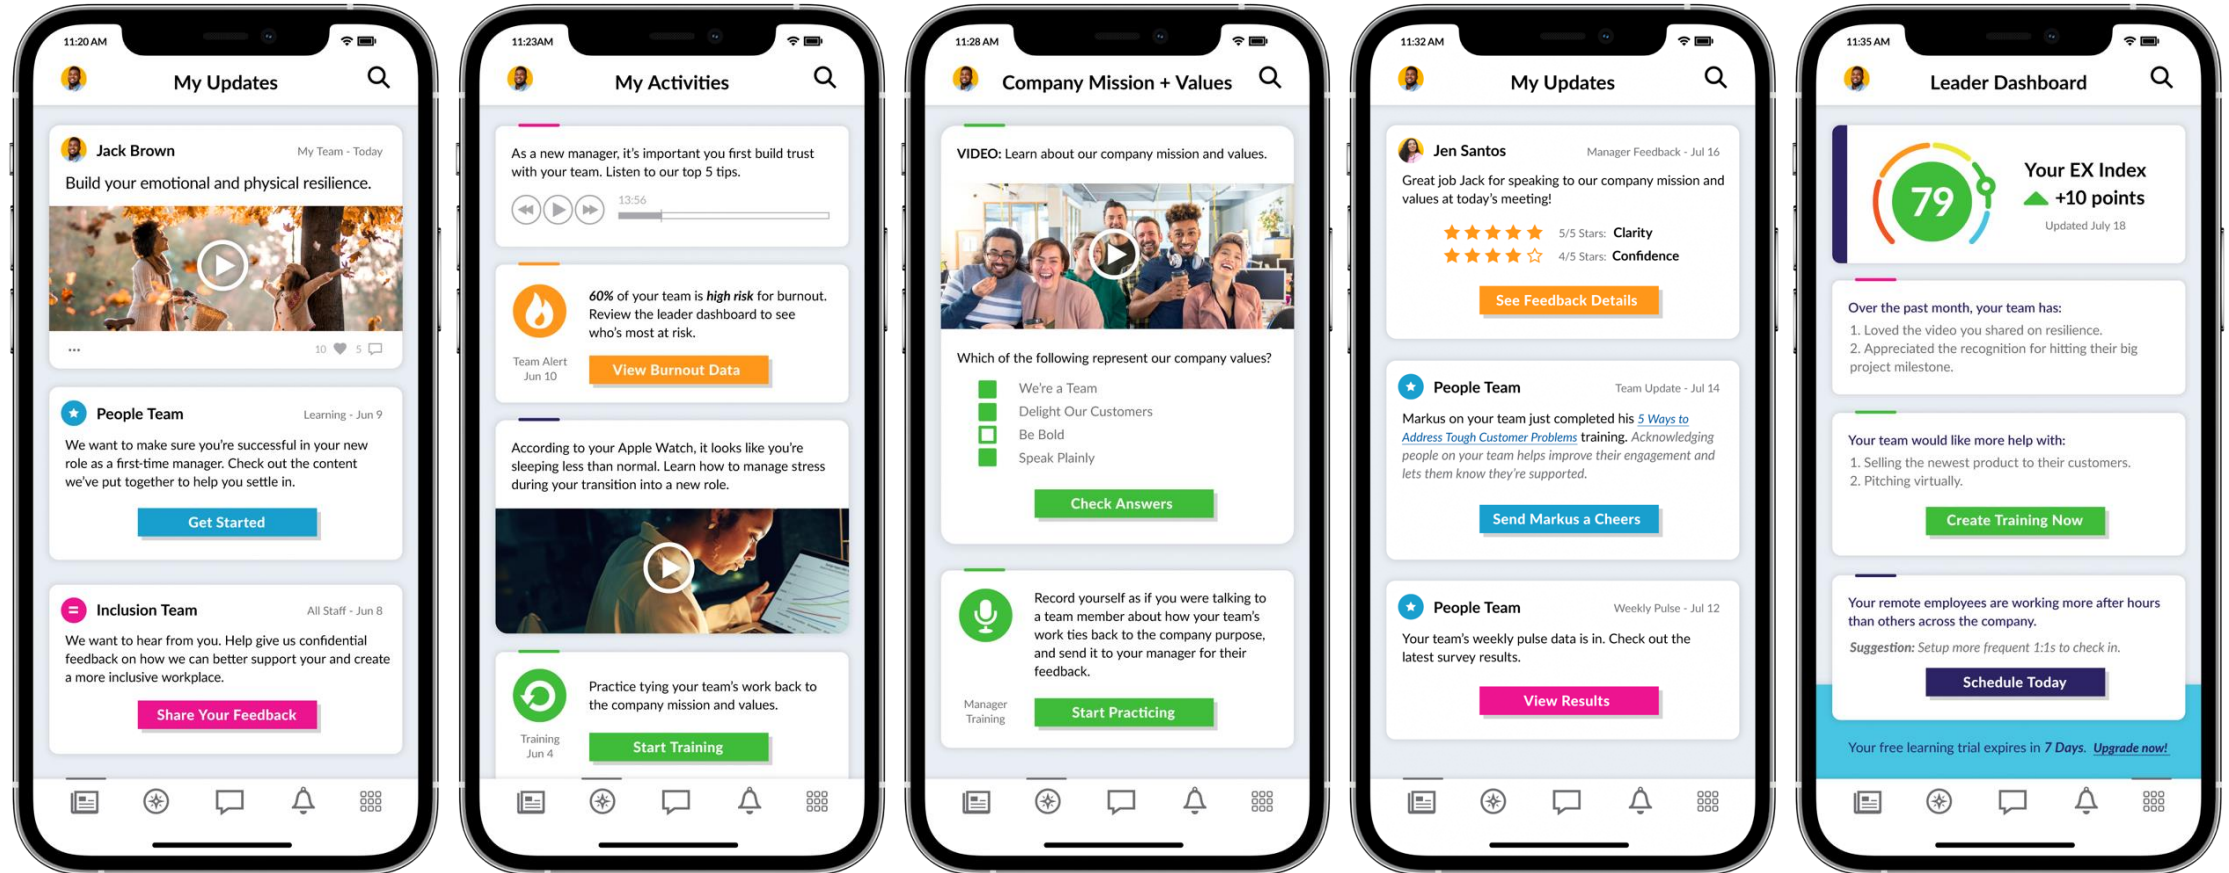 11:20 AM
My Updates
Jack Brown
My Team - Today
Build your emotional and physical resilience.
10
5
People Team
Learning - Jun 9
We want to make sure you're successful in your new
role as a first-time manager. Check out the content
we've put together to help you settle in.
Get Started
Inclusion Team
All Staff - Jun 8
We want to hear from you. Help give us confidential
feedback on how we can better support your and create
a more inclusive workplace.
Share Your Feedback
11:23AM
My Activities
As a new manager, it's important you first build trust
with your team. Listen to our top 5 tips.
13:56
60% of your team is high risk for burnout.
Review the leader dashboard to see
who's most at risk.
Team Alert
Jun 10
View Burnout Data
According to your Apple Watch, it looks like you're
sleeping less than normal. Learn how to manage stress
during your transition into a new role.
Practice tying your team's work back to
the company mission and values.
Training
Jun 4
Start Training
11:28 AM
Company Mission + Values
VIDEO: Learn about our company mission and values.
Which of the following represent our company values?
We're a Team
Delight Our Customers
Be Bold
Speak Plainly
Check Answers
Record yourself as if you were talking to
a team member about how your team's
work ties back to the company purpose,
and send it to your manager for their
feedback.
Manager
Training
Start Practicing
11:32 AM
My Updates
Jen Santos
Manager Feedback - Jul 16
Great job Jack for speaking to our company mission and
values at today's meeting!
5/5 Stars: Clarity
4/5 Stars: Confidence
See Feedback Details
People Team
Team Update - Jul 14
Markus on your team just completed his 5 Ways to
Address Tough Customer Problems training. Acknowledging
people on your team helps improve their engagement and
lets them know they're supported.
Send Markus a Cheers
People Team
Weekly Pulse - Jul 12
Your team's weekly pulse data is in. Check out the
latest survey results.
View Results
11:35 AM
Leader Dashboard
79
Your EX Index
+10 points
Updated July 18
Over the past month, your team has:
1. Loved the video you shared on resilience.
2. Appreciated the recognition for hitting their big
project milestone.
Your team would like more help with:
1. Selling the newest product to their customers.
2. Pitching virtually.
Create Training Now
Your remote employees are working more after hours
than others across the company.
Suggestion: Setup more frequent 1:1s to check in.
Schedule Today
Your free learning trial expires in 7 Days. Upgrade now!